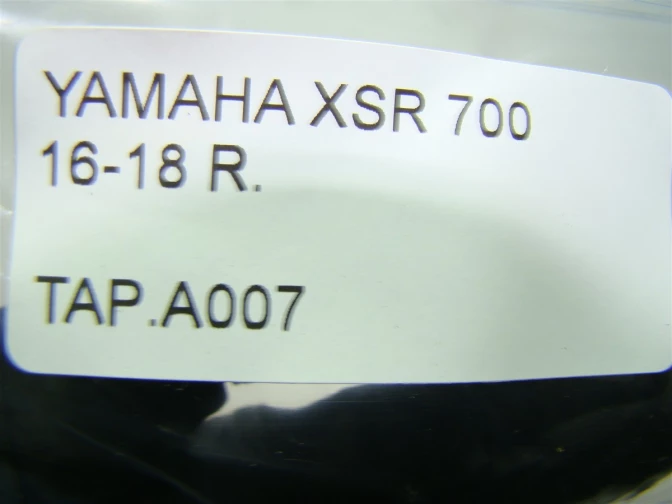 YAMAHA XSR 700
16-18 R.
TAP.A007